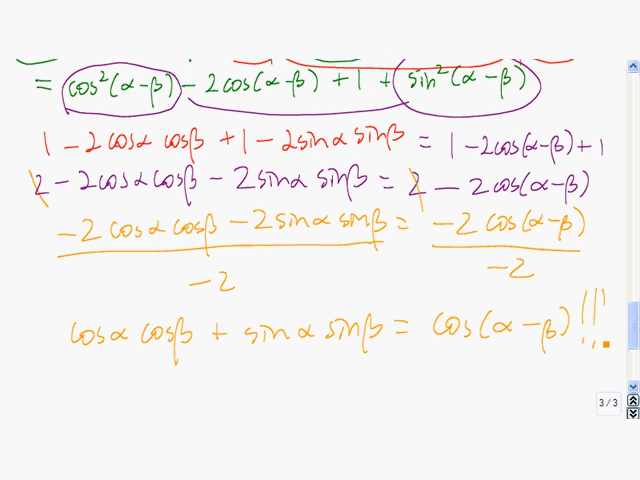 = cos²(α-β) - 2cos(α-β) + 1 + sin²(α-β)
1 - 2cosα cosβ + 1 - 2sinα sinβ = 1 - 2cos(α-β) + 1
2 - 2cosα cosβ - 2sinα sinβ = 2 - 2cos(α-β)
-2cosα cosβ - 2sinα sinβ = -2cos(α-β)
-2 -2
cosα cosβ + sinα sinβ = cos(α-β)!!!
3/3